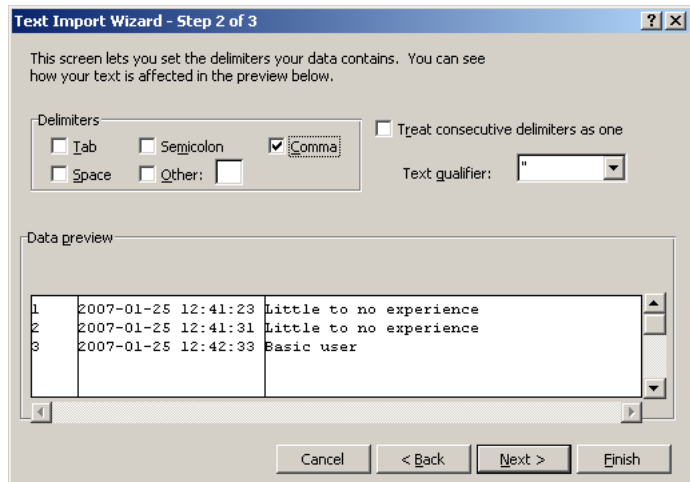 Text Import Wizard - Step 2 of 3
This screen lets you set the delimiters your data contains. You can see
how your text is affected in the preview below.
Delimiters
Tab Semicolon Comma
Space Other:
Treat consecutive delimiters as one
Text qualifier: "
Data preview
1 2007-01-25 12:41:23 Little to no experience
2 2007-01-25 12:41:31 Little to no experience
3 2007-01-25 12:42:33 Basic user
Cancel < Back Next > Finish